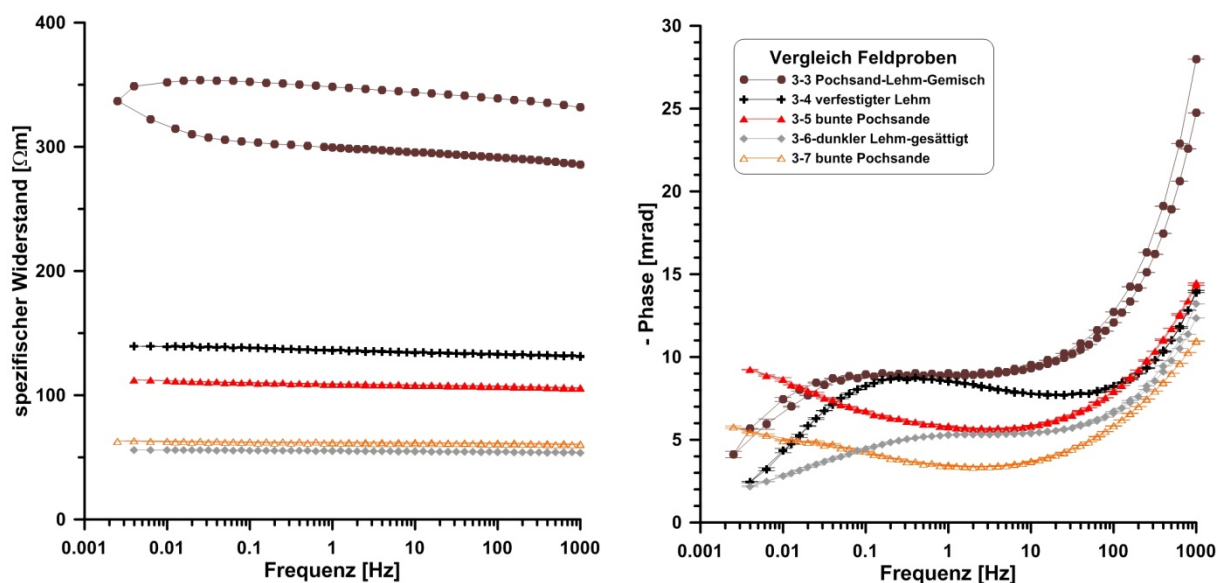 400
300
200
100
0
spezifischer Widerstand [Ωm]
0.001 0.01 0.1 1 10 100 1000
Frequenz [Hz]
30
25
20
15
10
5
0
- Phase [mrad]
Vergleich Feldproben
3-3 Pochsand-Lehm-Gemisch
3-4 verfestigter Lehm
3-5 bunte Pochsande
3-6-dunkler Lehm-gesättigt
3-7 bunte Pochsande
0.001 0.01 0.1 1 10 100 1000
Frequenz [Hz]